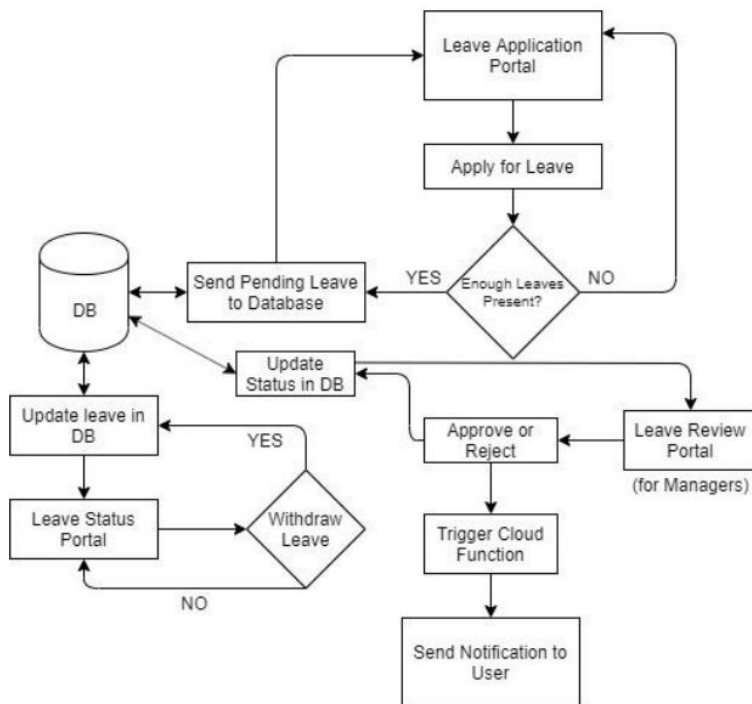 Leave Application
Portal
Apply for Leave
Enough Leaves
Present?
YES
NO
Send Pending Leave
to Database
DB
Update
Status in DB
Update leave in
DB
YES
Approve or
Reject
Leave Review
Portal
(for Managers)
Leave Status
Portal
Withdraw
Leave
NO
Trigger Cloud
Function
Send Notification to
User